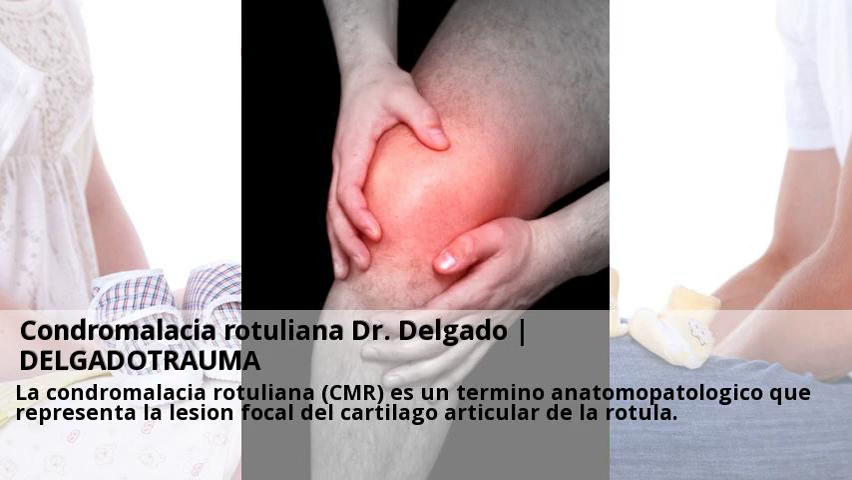 Condromalacia rotuliana Dr. Delgado |
DELGADOTRAUMA
La condromalacia rotuliana (CMR) es un termino anatomopatologico que
representa la lesion focal del cartilago articular de la rotula.